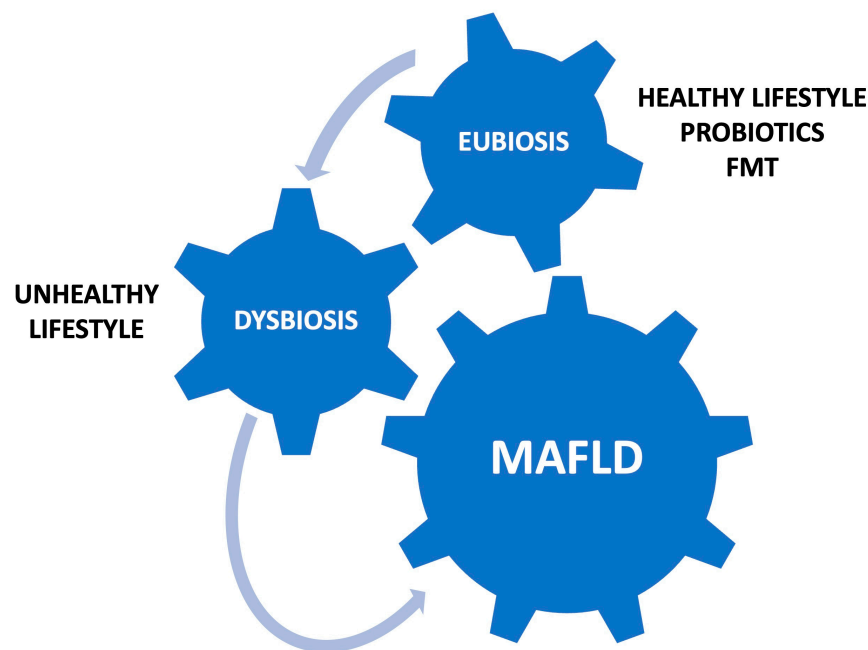 EUBIOSIS
HEALTHY LIFESTYLE
PROBIOTICS
FMT
UNHEALTHY
LIFESTYLE
DYSBIOSIS
MAFLD